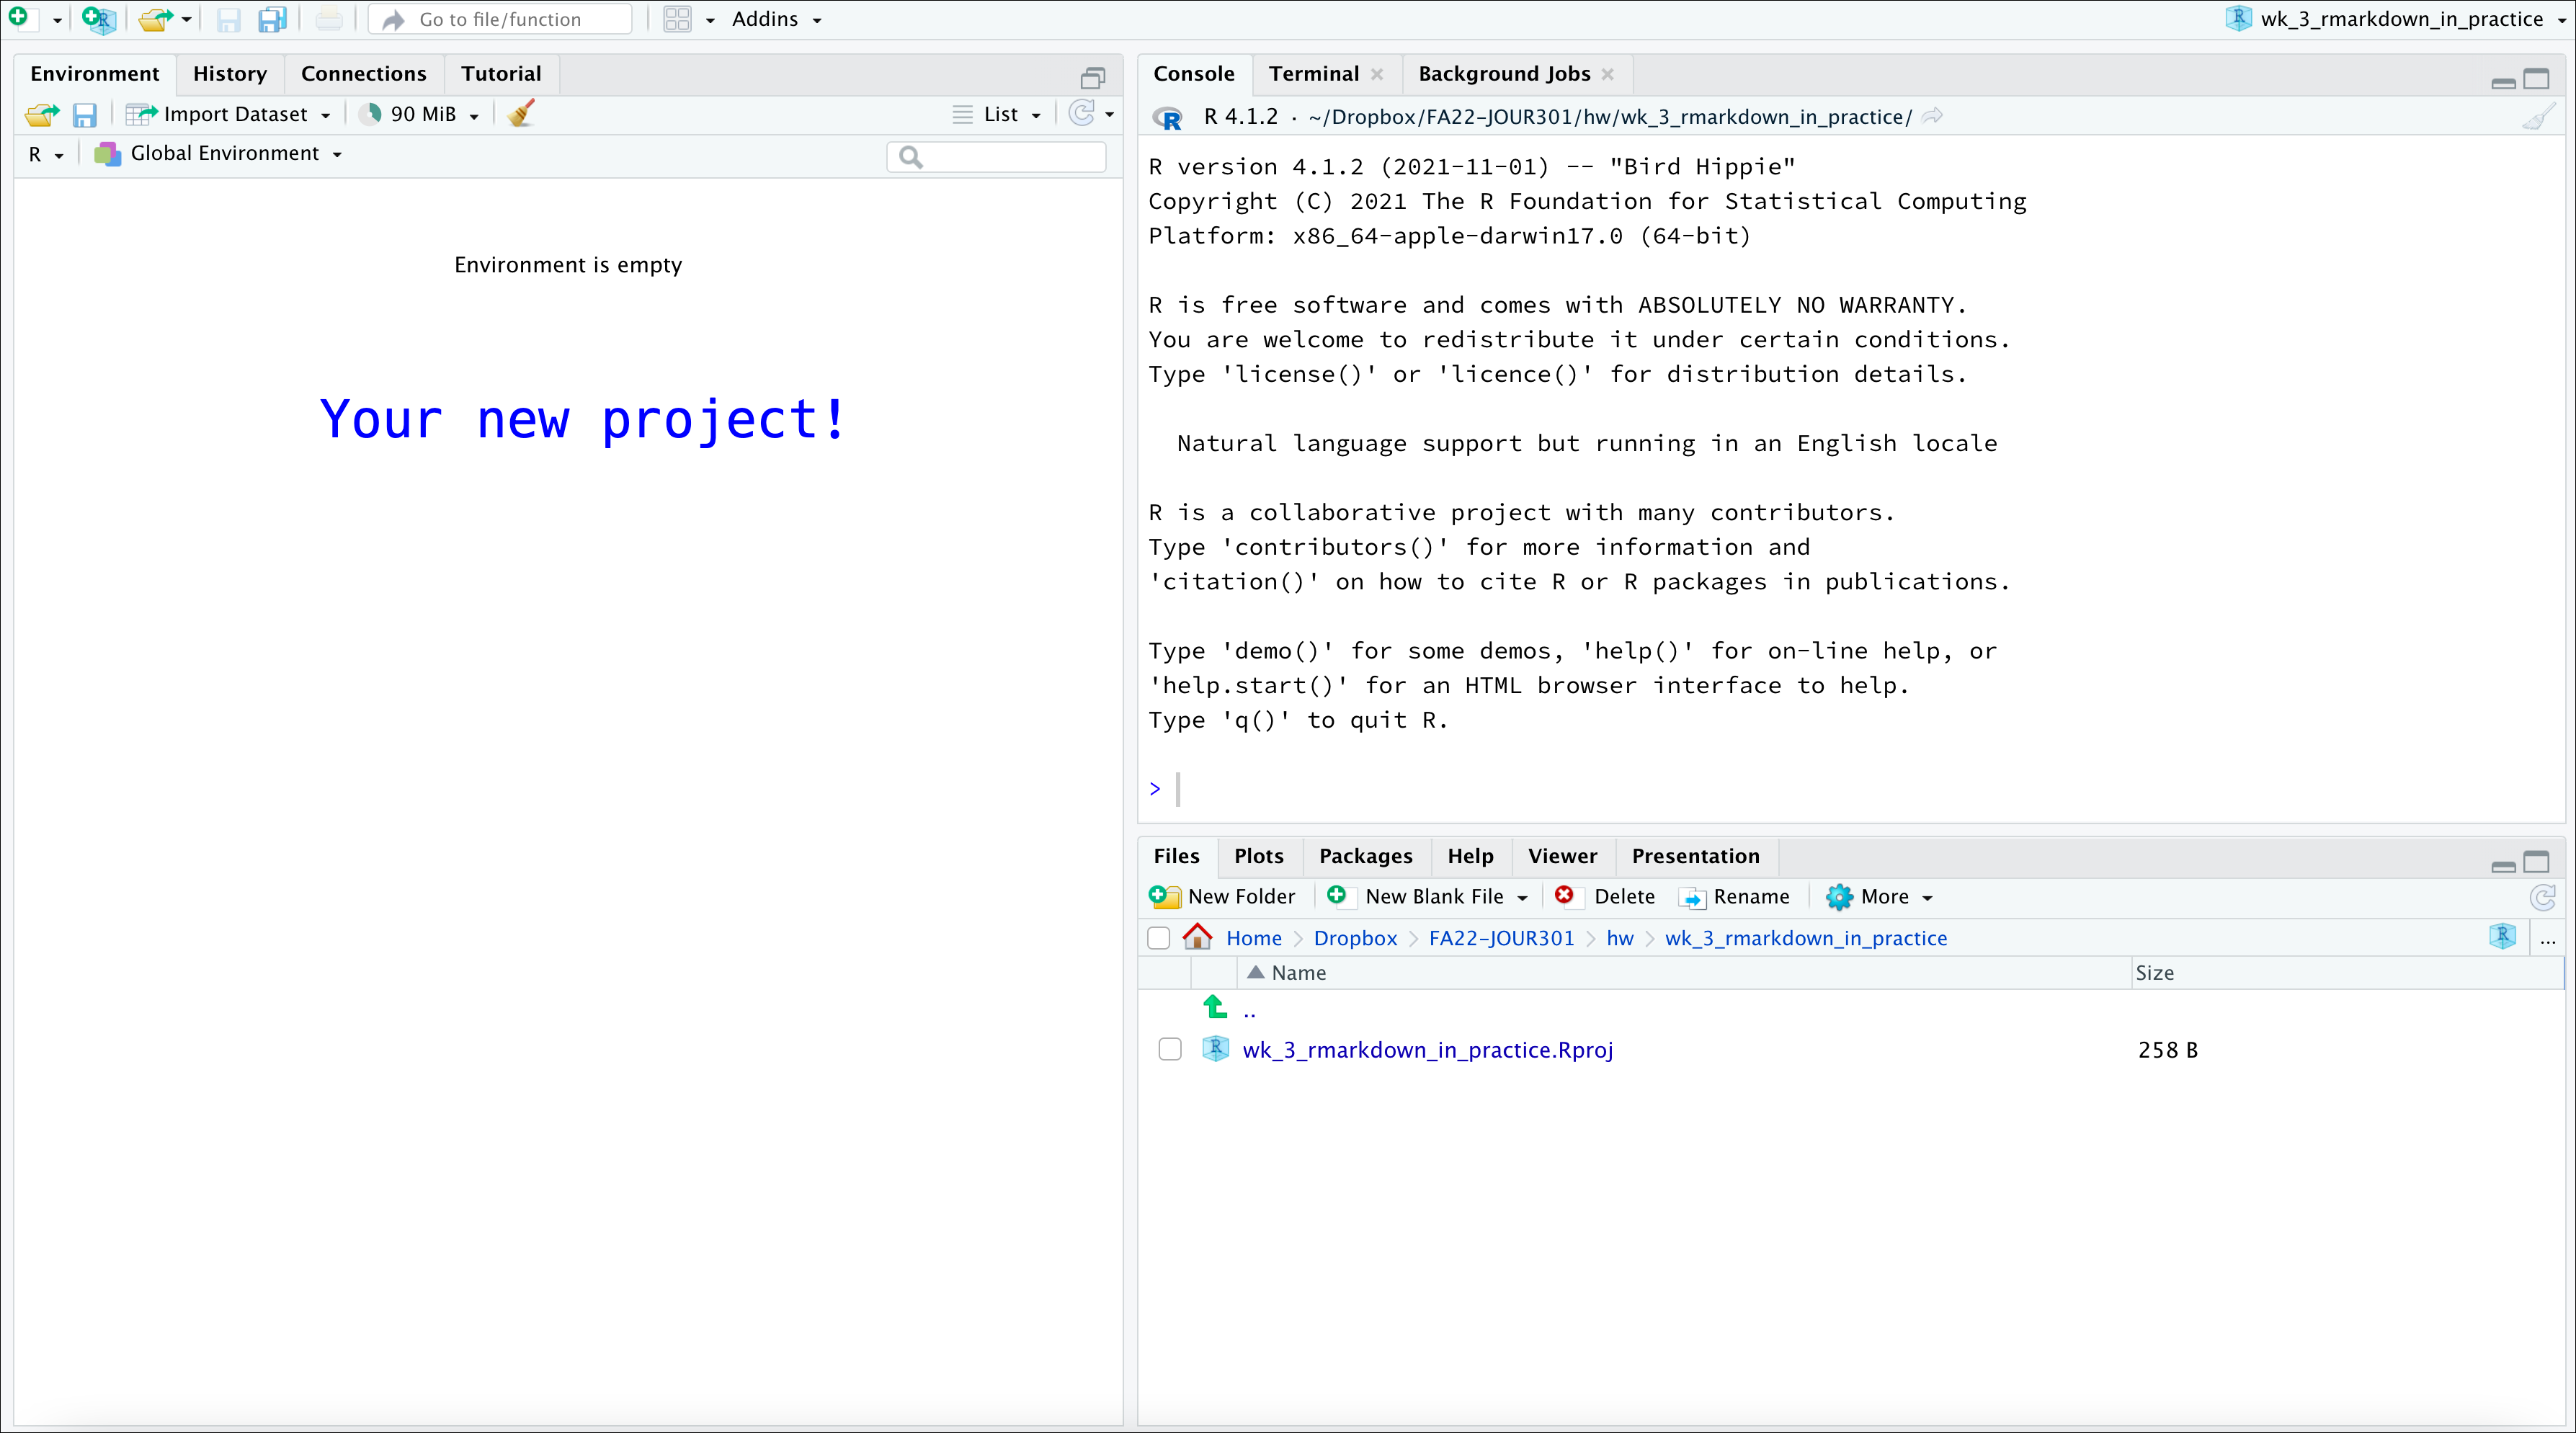 Go to file/function
Addins
wk_3_rmarkdown_in_practice
Environment History Connections Tutorial
Import Dataset 90 MiB List
R Global Environment
Environment is empty
Your new project!
Console Terminal Background Jobs
R 4.1.2 · ~/Dropbox/FA22-JOUR301/hw/wk_3_rmarkdown_in_practice/
R version 4.1.2 (2021-11-01) -- "Bird Hippie"
Copyright (C) 2021 The R Foundation for Statistical Computing
Platform: x86_64-apple-darwin17.0 (64-bit)
R is free software and comes with ABSOLUTELY NO WARRANTY.
You are welcome to redistribute it under certain conditions.
Type 'license()' or 'licence()' for distribution details.
Natural language support but running in an English locale
R is a collaborative project with many contributors.
Type 'contributors()' for more information and
'citation()' on how to cite R or R packages in publications.
Type 'demo()' for some demos, 'help()' for on-line help, or
'help.start()' for an HTML browser interface to help.
Type 'q()' to quit R.
>
Files Plots Packages Help Viewer Presentation
New Folder New Blank File Delete Rename More
Home Dropbox FA22-JOUR301 hw wk_3_rmarkdown_in_practice ...
Name Size
..
wk_3_rmarkdown_in_practice.Rproj 258 B